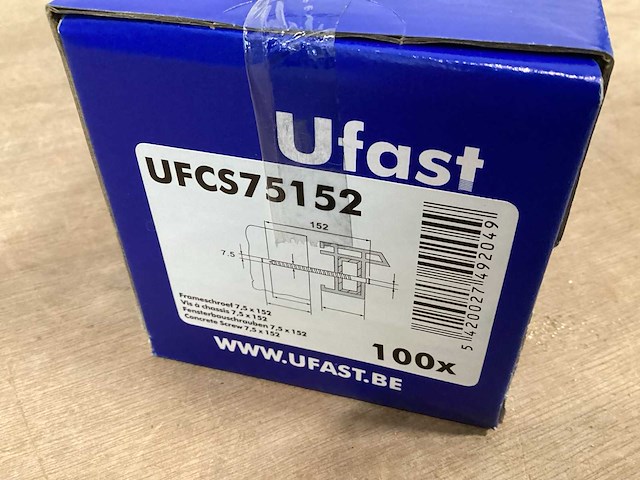 Ufast
UFCS75152
152
7.5
Frameschroef 7,5 x 152
Vis à chassis 7,5 x 152
Fensterbauschrauben 7,5 x 152
Concrete Screw 7,5 x 152
100x
5 420027 492049
WWW.UFAST.BE